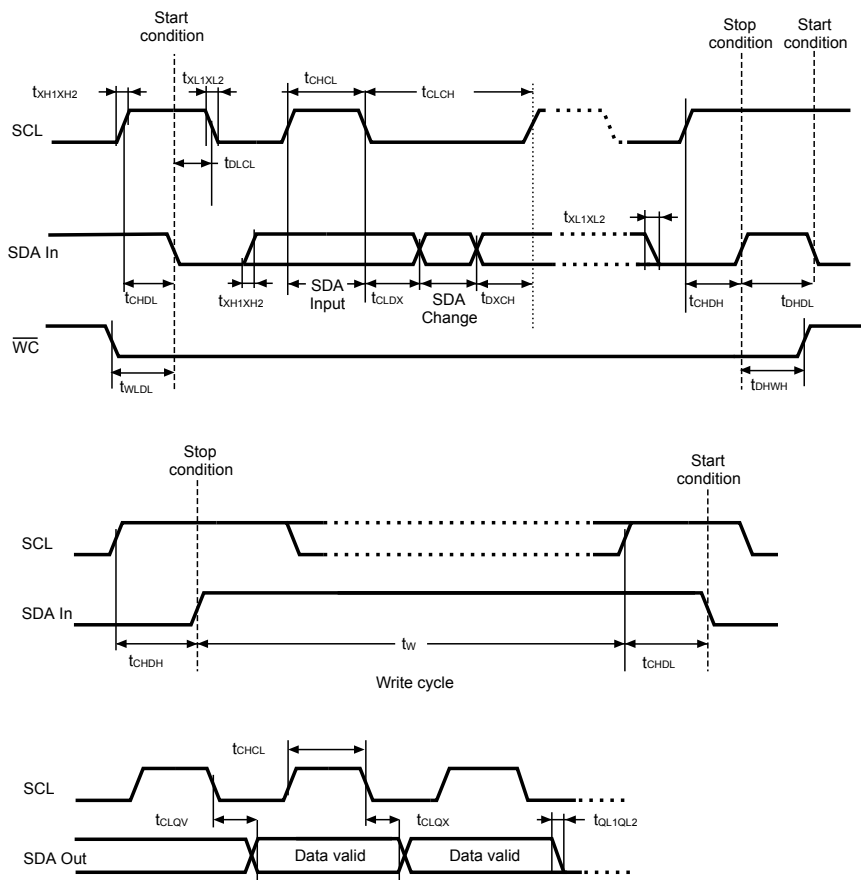 Start
condition
Stop
condition
Start
condition
tXH1XH2
tXL1XL2
tCHCL
tCLCH
SCL
tDLCL
tXL1XL2
SDA In
tCHDL
tXH1XH2
SDA
Input
tCLDX
SDA
Change
tDXCH
tCHDH
tDHDL
WC
tWLDL
tDHWH
Stop
condition
Start
condition
SCL
SDA In
tCHDH
tW
tCHDL
Write cycle
tCHCL
SCL
tCLQV
tCLQX
tQL1QL2
SDA Out
Data valid
Data valid